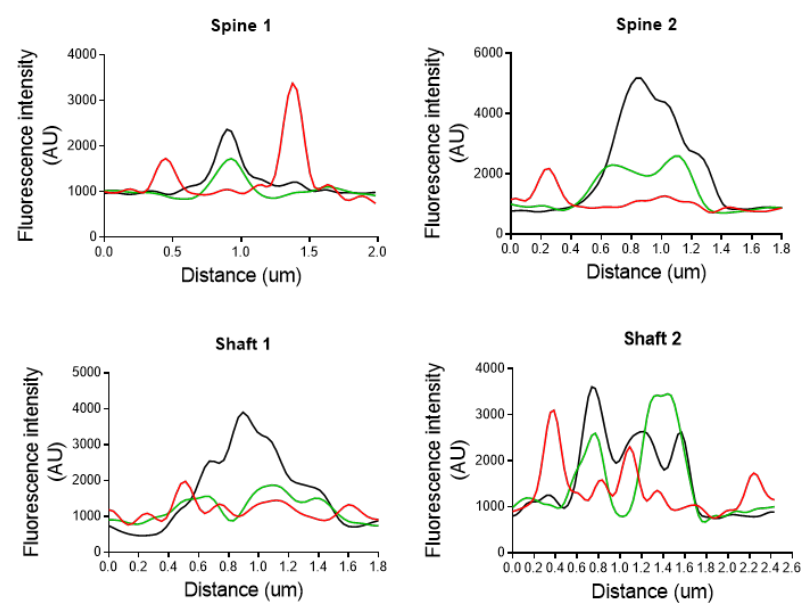 Spine 1
Fluorescence intensity
(AU)
4000
3000
2000
1000
0
0.0 0.5 1.0 1.5 2.0
Distance (um)
Spine 2
Fluorescence intensity
(AU)
6000
4000
2000
0
0.0 0.2 0.4 0.6 0.8 1.0 1.2 1.4 1.6 1.8
Distance (um)
Shaft 1
Fluorescence intensity
(AU)
5000
4000
3000
2000
1000
0
0.0 0.2 0.4 0.6 0.8 1.0 1.2 1.4 1.6 1.8
Distance (um)
Shaft 2
Fluorescence intensity
(AU)
4000
3000
2000
1000
0
0.0 0.2 0.4 0.6 0.8 1.0 1.2 1.4 1.6 1.8 2.0 2.2 2.4 2.6
Distance (um)